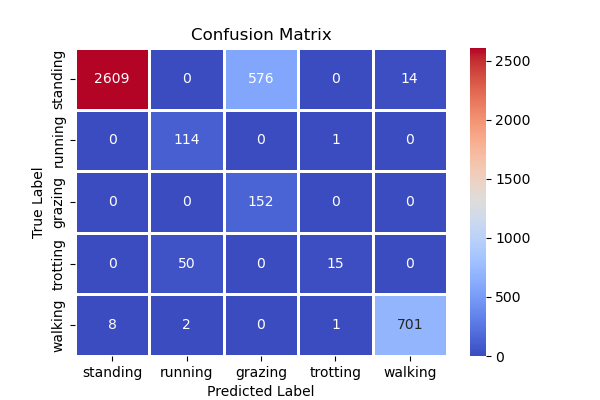 Confusion Matrix
True Label
standing 2609 0 576 0 14
running 0 114 0 1 0
grazing 0 0 152 0 0
trotting 0 50 0 15 0
walking 8 2 0 1 701
standing running grazing trotting walking
Predicted Label
2500
2000
1500
1000
500
0